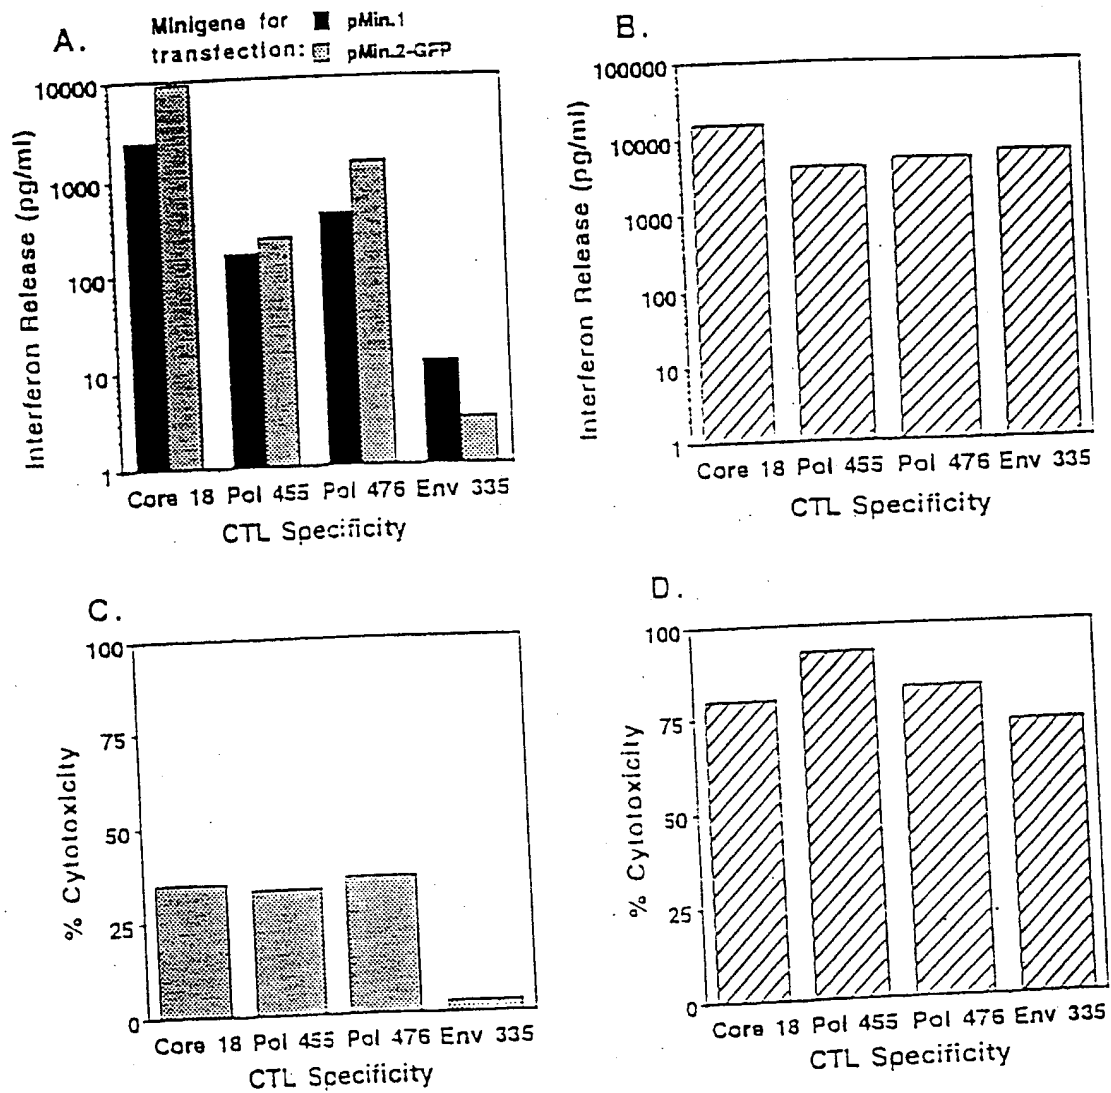 A.
Minigene for ■ pMin.1
transfection: pMin.2-GFP
Interferon Release (pg/ml)
10000
1000
100
10
1
Core 18 Pol 455 Pol 476 Env 335
CTL Specificity
B.
Interferon Release (pg/ml)
100000
10000
1000
100
10
1
Core 18 Pol 455 Pol 476 Env 335
CTL Specificity
C.
% Cytotoxicity
100
75
50
25
0
Core 18 Pol 455 Pol 476 Env 335
CTL Specificity
D.
% Cytotoxicity
100
75
50
25
0
Core 18 Pol 455 Pol 476 Env 335
CTL Specificity